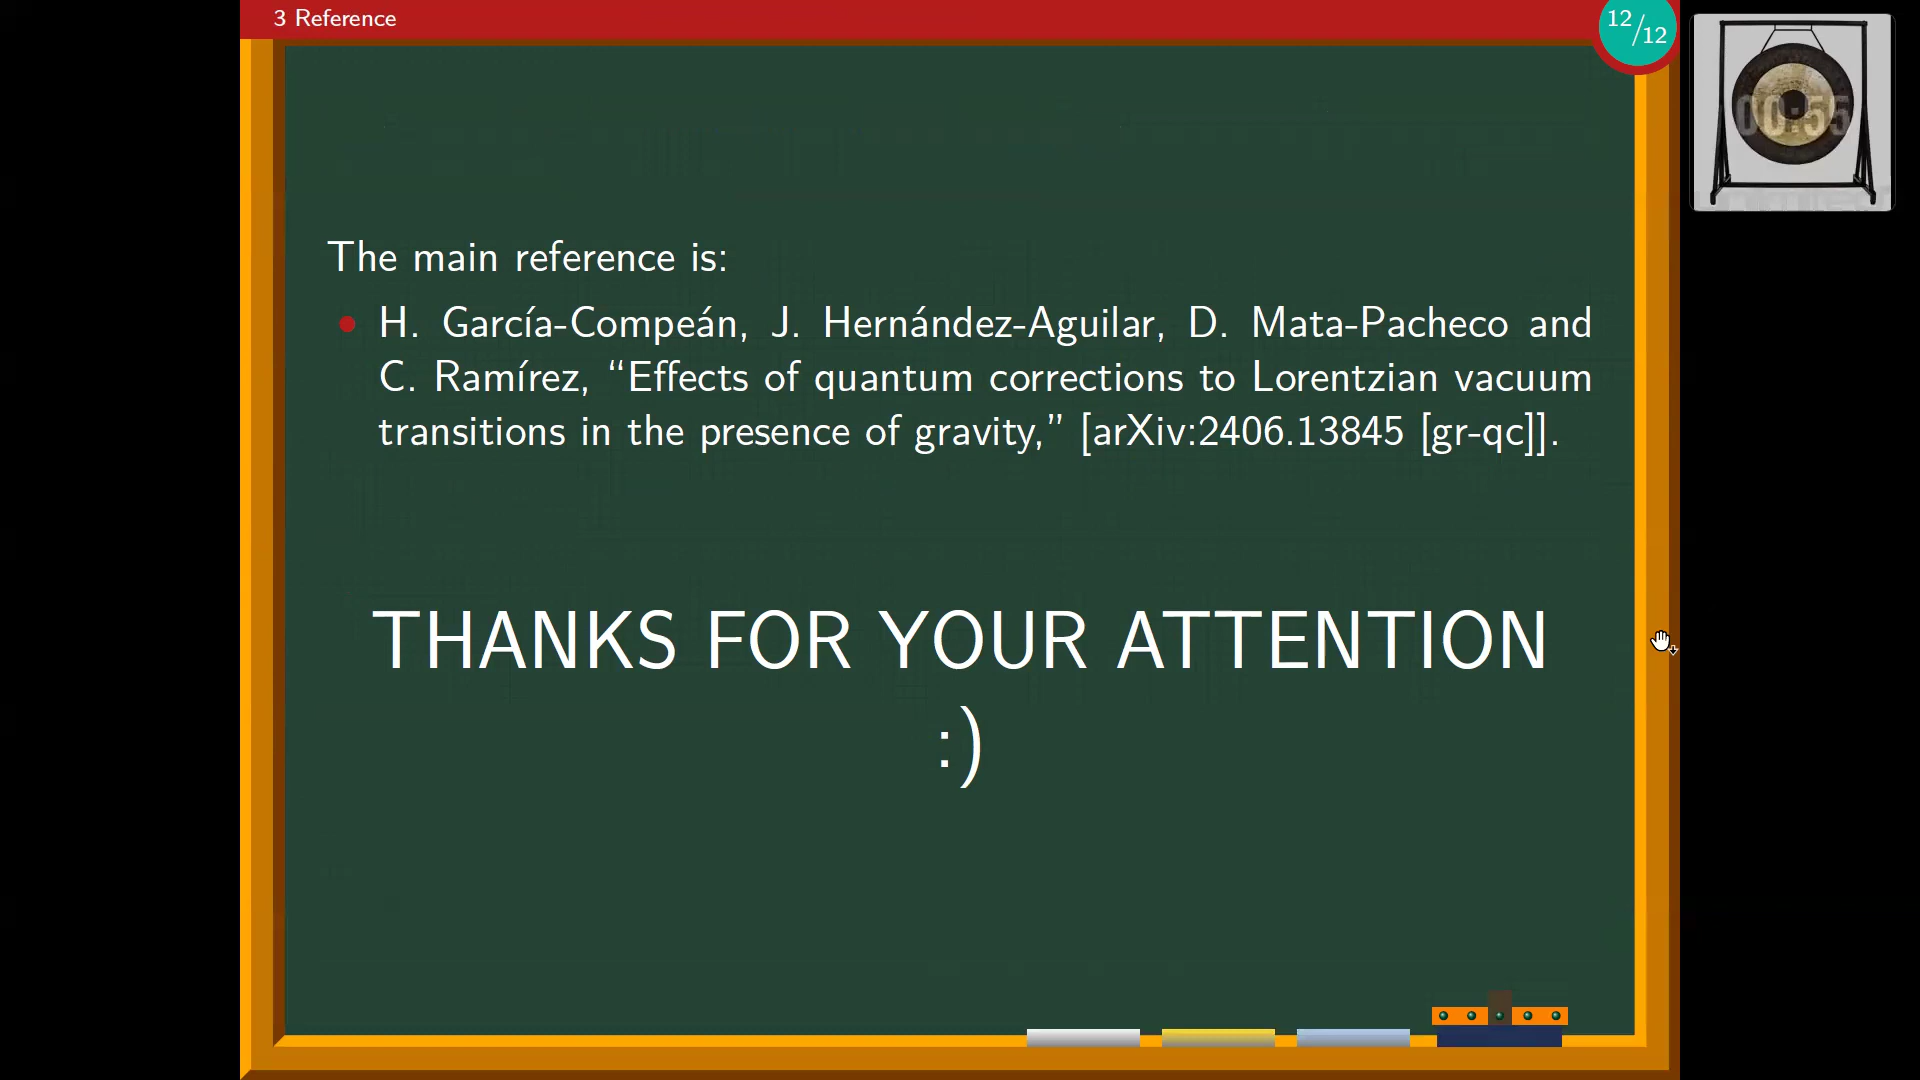 3 Reference
12/12
00:55
The main reference is:
H. García-Compeán, J. Hernández-Aguilar, D. Mata-Pacheco and
C. Ramírez, “Effects of quantum corrections to Lorentzian vacuum
transitions in the presence of gravity,” [arXiv:2406.13845 [gr-qc]].
THANKS FOR YOUR ATTENTION
:)